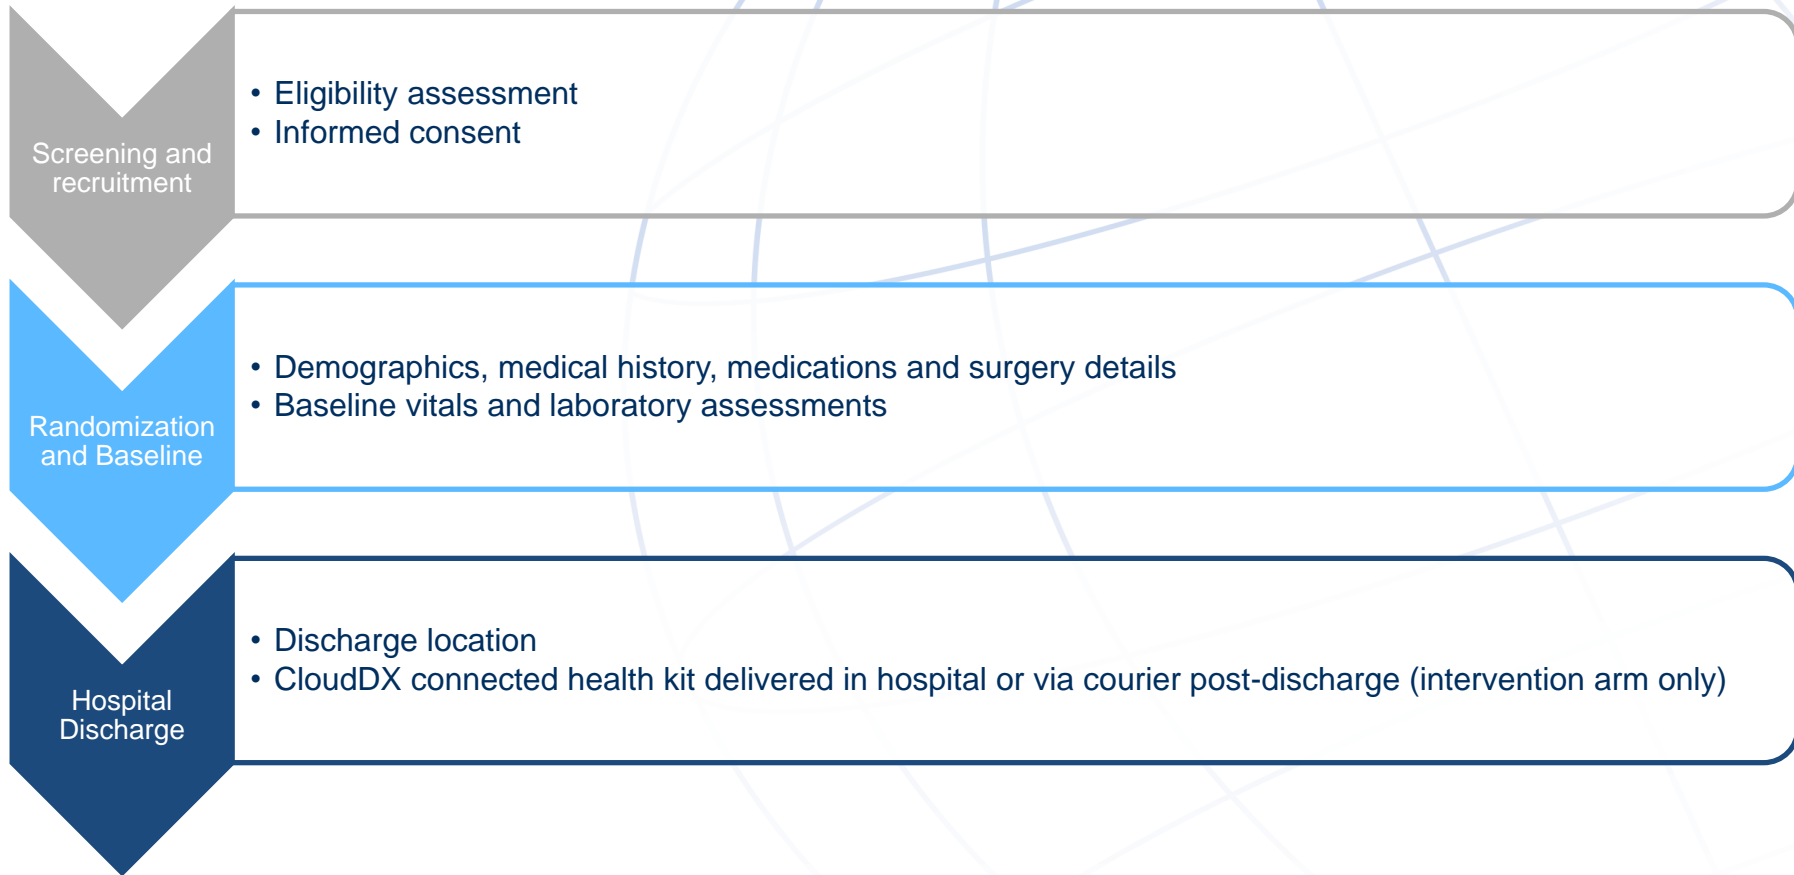 Screening and
recruitment
• Eligibility assessment
• Informed consent
Randomization
and Baseline
• Demographics, medical history, medications and surgery details
• Baseline vitals and laboratory assessments
Hospital
Discharge
• Discharge location
• CloudDX connected health kit delivered in hospital or via courier post-discharge (intervention arm only)